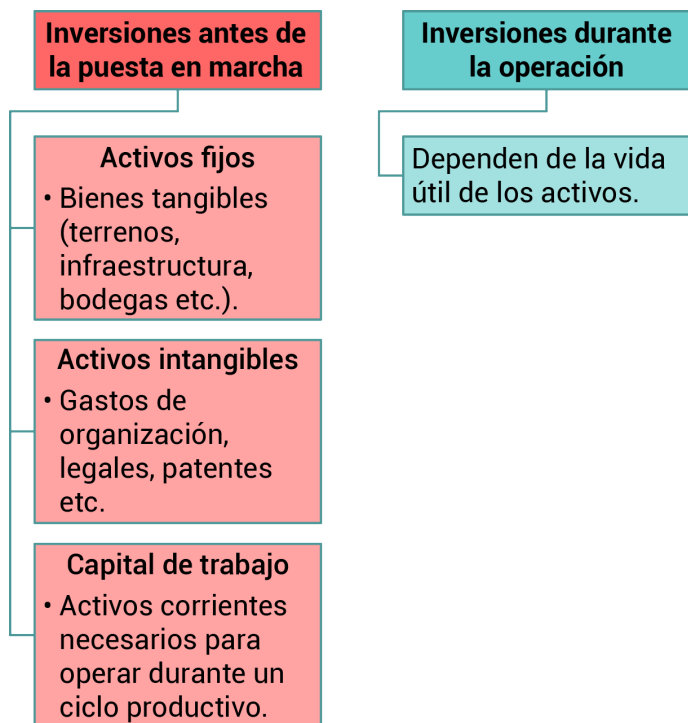 Inversiones antes de
la puesta en marcha
Activos fijos
• Bienes tangibles
(terrenos,
infraestructura,
bodegas etc.).
Activos intangibles
• Gastos de
organización,
legales, patentes
etc.
Capital de trabajo
• Activos corrientes
necesarios para
operar durante un
ciclo productivo.
Inversiones durante
la operación
Dependen de la vida
útil de los activos.